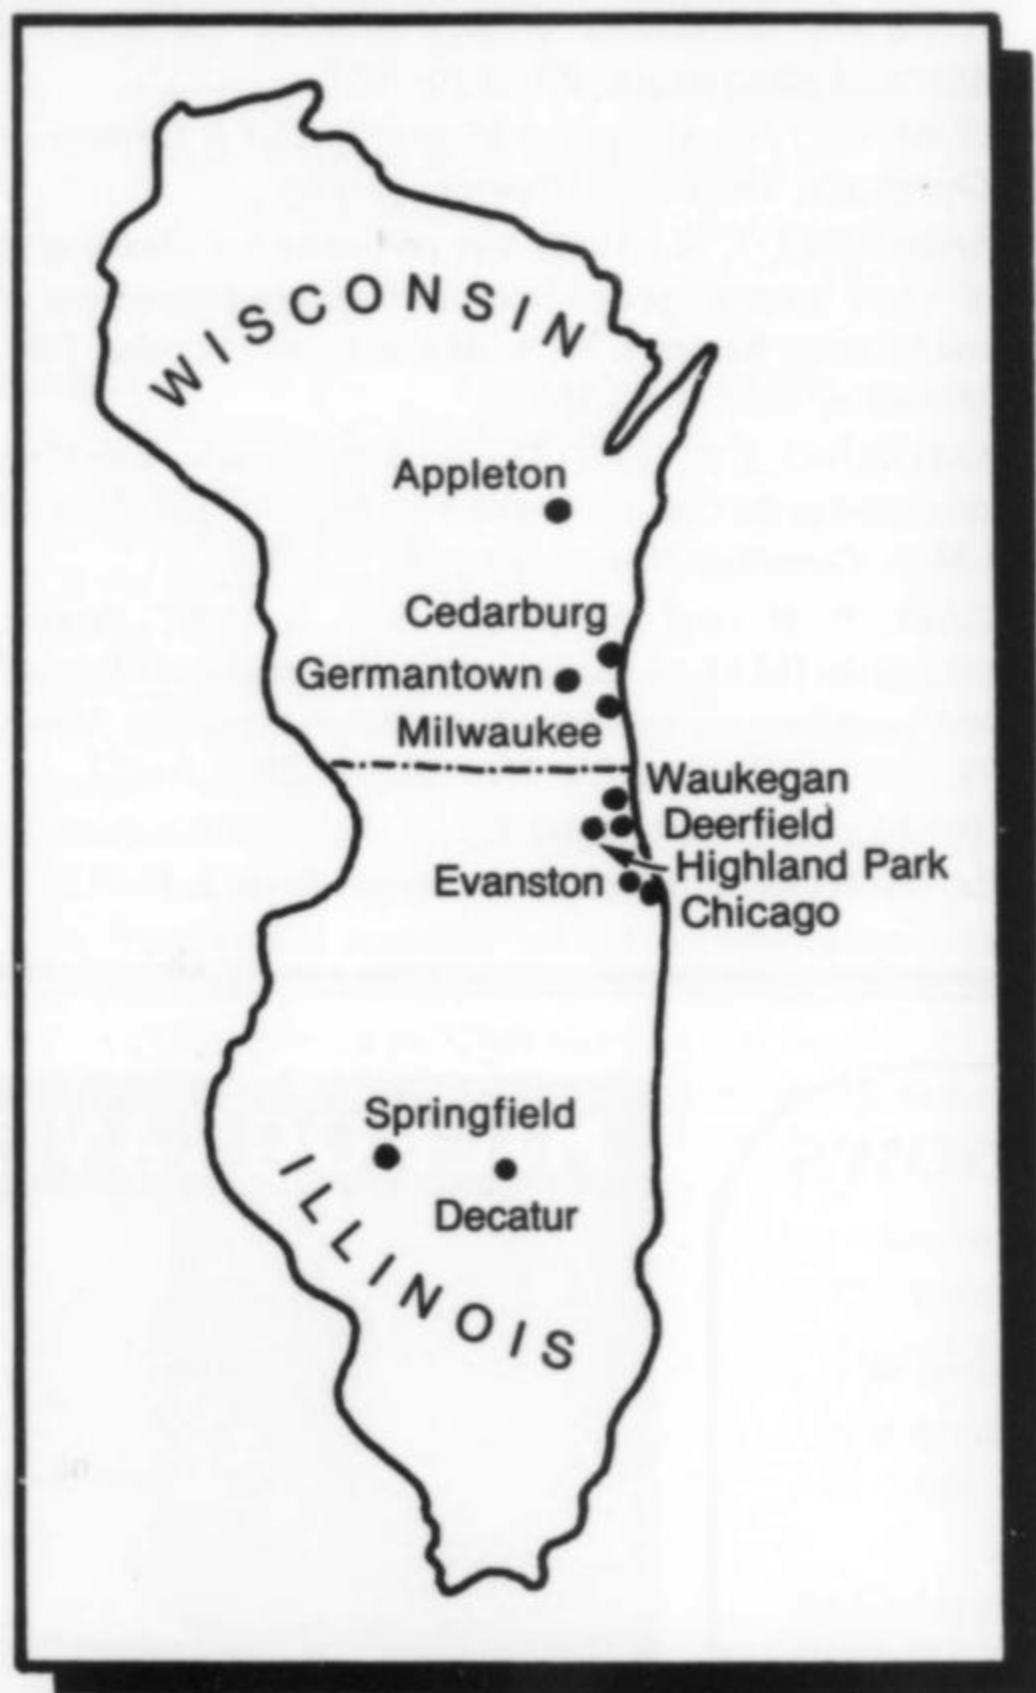 WISCONSIN
Appleton
Cedarburg
Germantown
Milwaukee
Waukegan
Deerfield
Highland Park
Evanston
Chicago
Springfield
Decatur
ILLINOIS